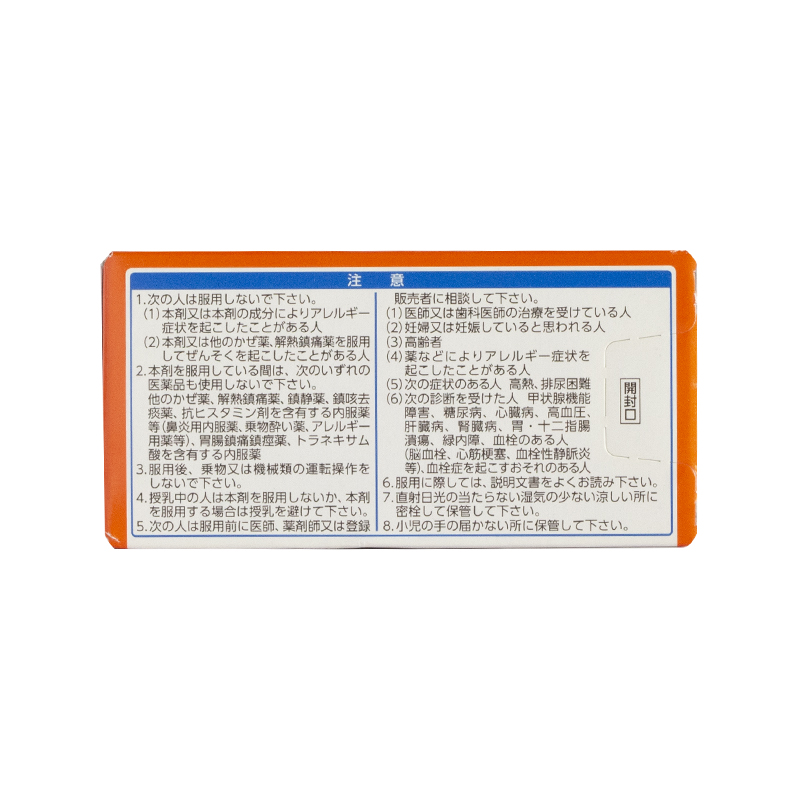 注 意
1.次の人は服用しないで下さい。
(1)本剤又は本剤の成分によりアレルギー
症状を起こしたことがある人
(2)本剤又は他のかぜ薬、解熱鎮痛薬を服用
してぜんそくを起こしたことがある人
2.本剤を服用している間は、次のいずれの
医薬品も使用しないで下さい。
他のかぜ薬、解熱鎮痛薬、鎮静薬、鎮咳去
痰薬、抗ヒスタミン剤を含有する内服薬
等(鼻炎用内服薬、乗物酔い薬、アレルギー
用薬等)、胃腸鎮痛鎮痙薬、トラネキサム
酸を含有する内服薬
3.服用後、乗物又は機械類の運転操作を
しないで下さい。
4.授乳中の人は本剤を服用しないか、本剤
を服用する場合は授乳を避けて下さい。
5.次の人は服用前に医師、薬剤師又は登録
販売者に相談して下さい。
(1)医師又は歯科医師の治療を受けている人
(2)妊婦又は妊娠していると思われる人
(3)高齢者
(4)薬などによりアレルギー症状を
起こしたことがある人
(5)次の症状のある人 高熱、排尿困難
(6)次の診断を受けた人 甲状腺機能
障害、糖尿病、心臓病、高血圧、
肝臓病、腎臓病、胃・十二指腸
潰瘍、緑内障、血栓のある人
(脳血栓、心筋梗塞、血栓性静脈炎
等)、血栓症を起こすおそれのある人
6.服用に際しては、説明文書をよくお読み下さい。
7.直射日光の当たらない湿気の少ない涼しい所に
密栓して保管して下さい。
8.小児の手の届かない所に保管して下さい。
開封口